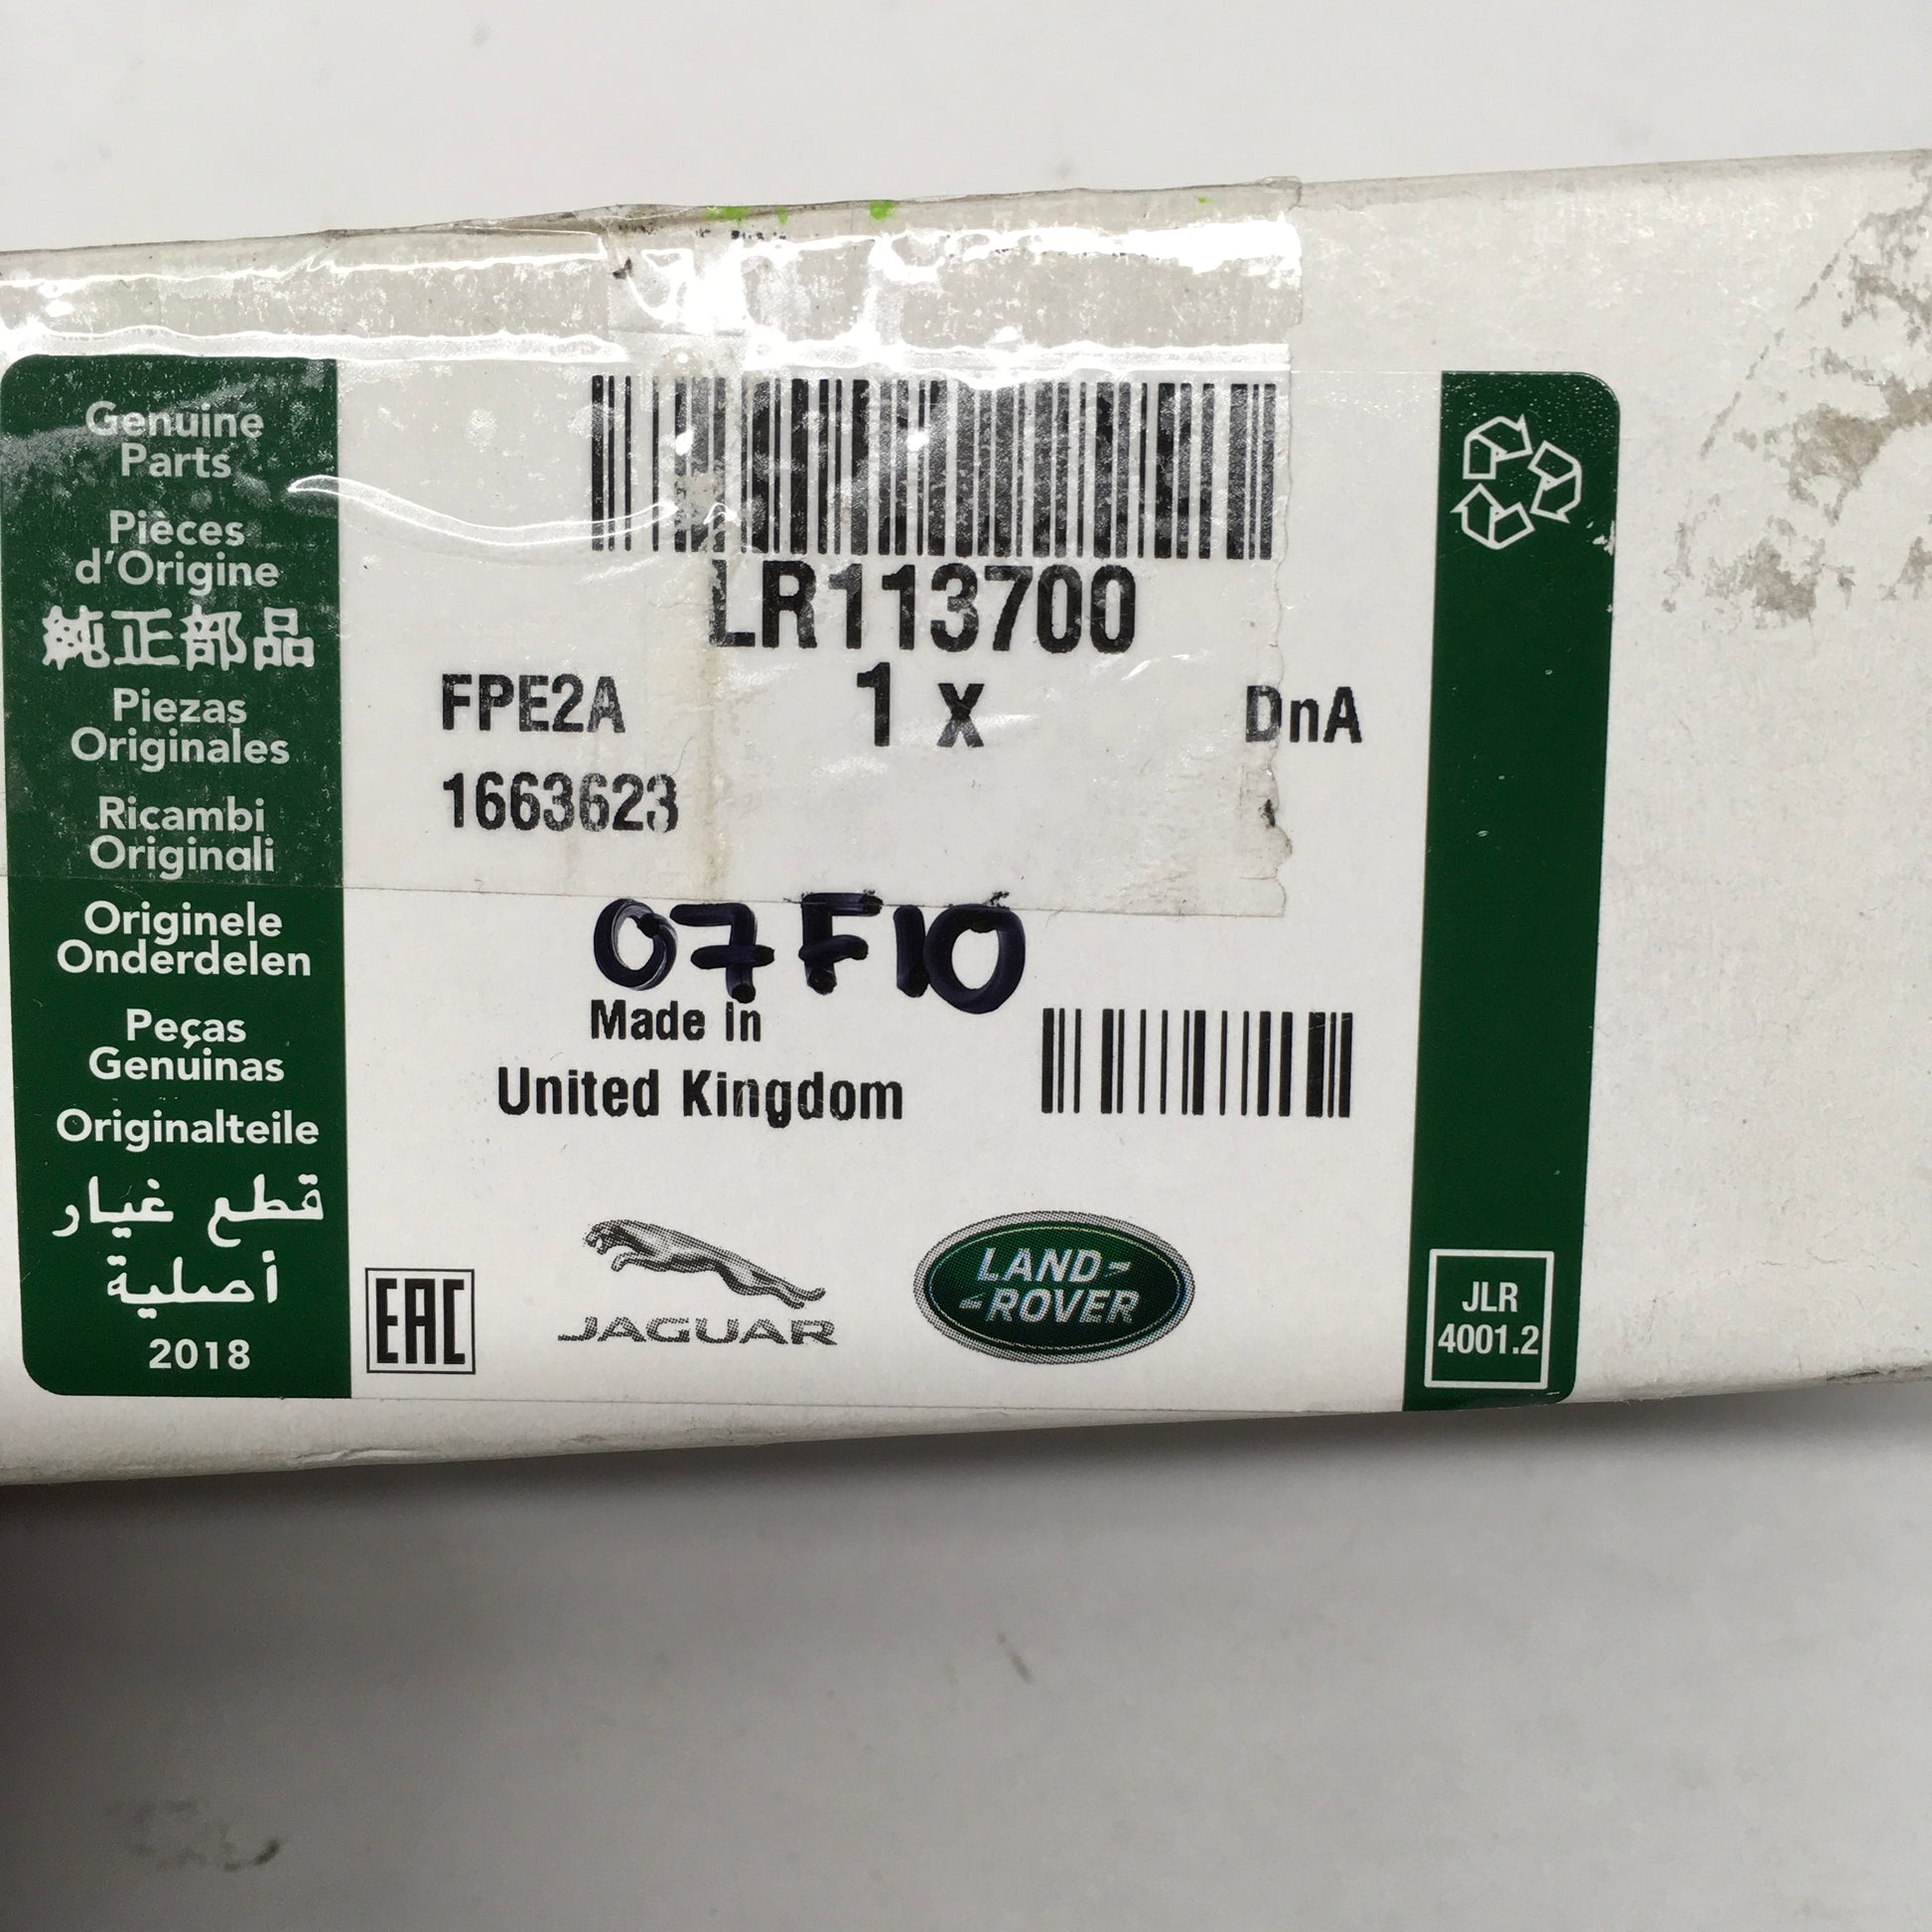 Genuine
Parts
Pièces
d'Origine
純正部品
Piezas
Originales
Ricambi
Originali
Originele
Onderdelen
Peças
Genuinas
Originalteile
قطع غيار
أصلية
2018
LR113700
FPE2A 1 x DnA
1663623
07F10
Made in
United Kingdom
EAC
JAGUAR
LAND-
-ROVER
JLR
4001.2